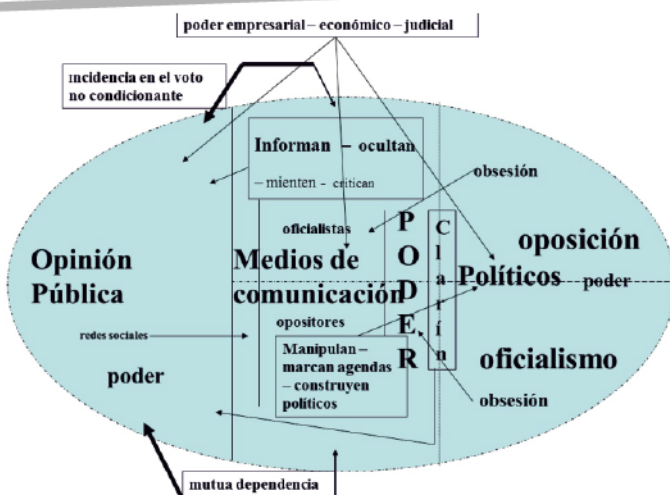 poder empresarial – económico – judicial
incidencia en el voto
no condicionante
Informan – ocultan
– mienten - critican
obsesión
oficialistas
PODER
Clarín
oposición
Opinión
Pública
Medios de
comunicación
Políticos
poder
redes sociales
opositores
Manipulan –
marcan agendas
– construyen
políticos
oficialismo
poder
obsesión
mutua dependencia